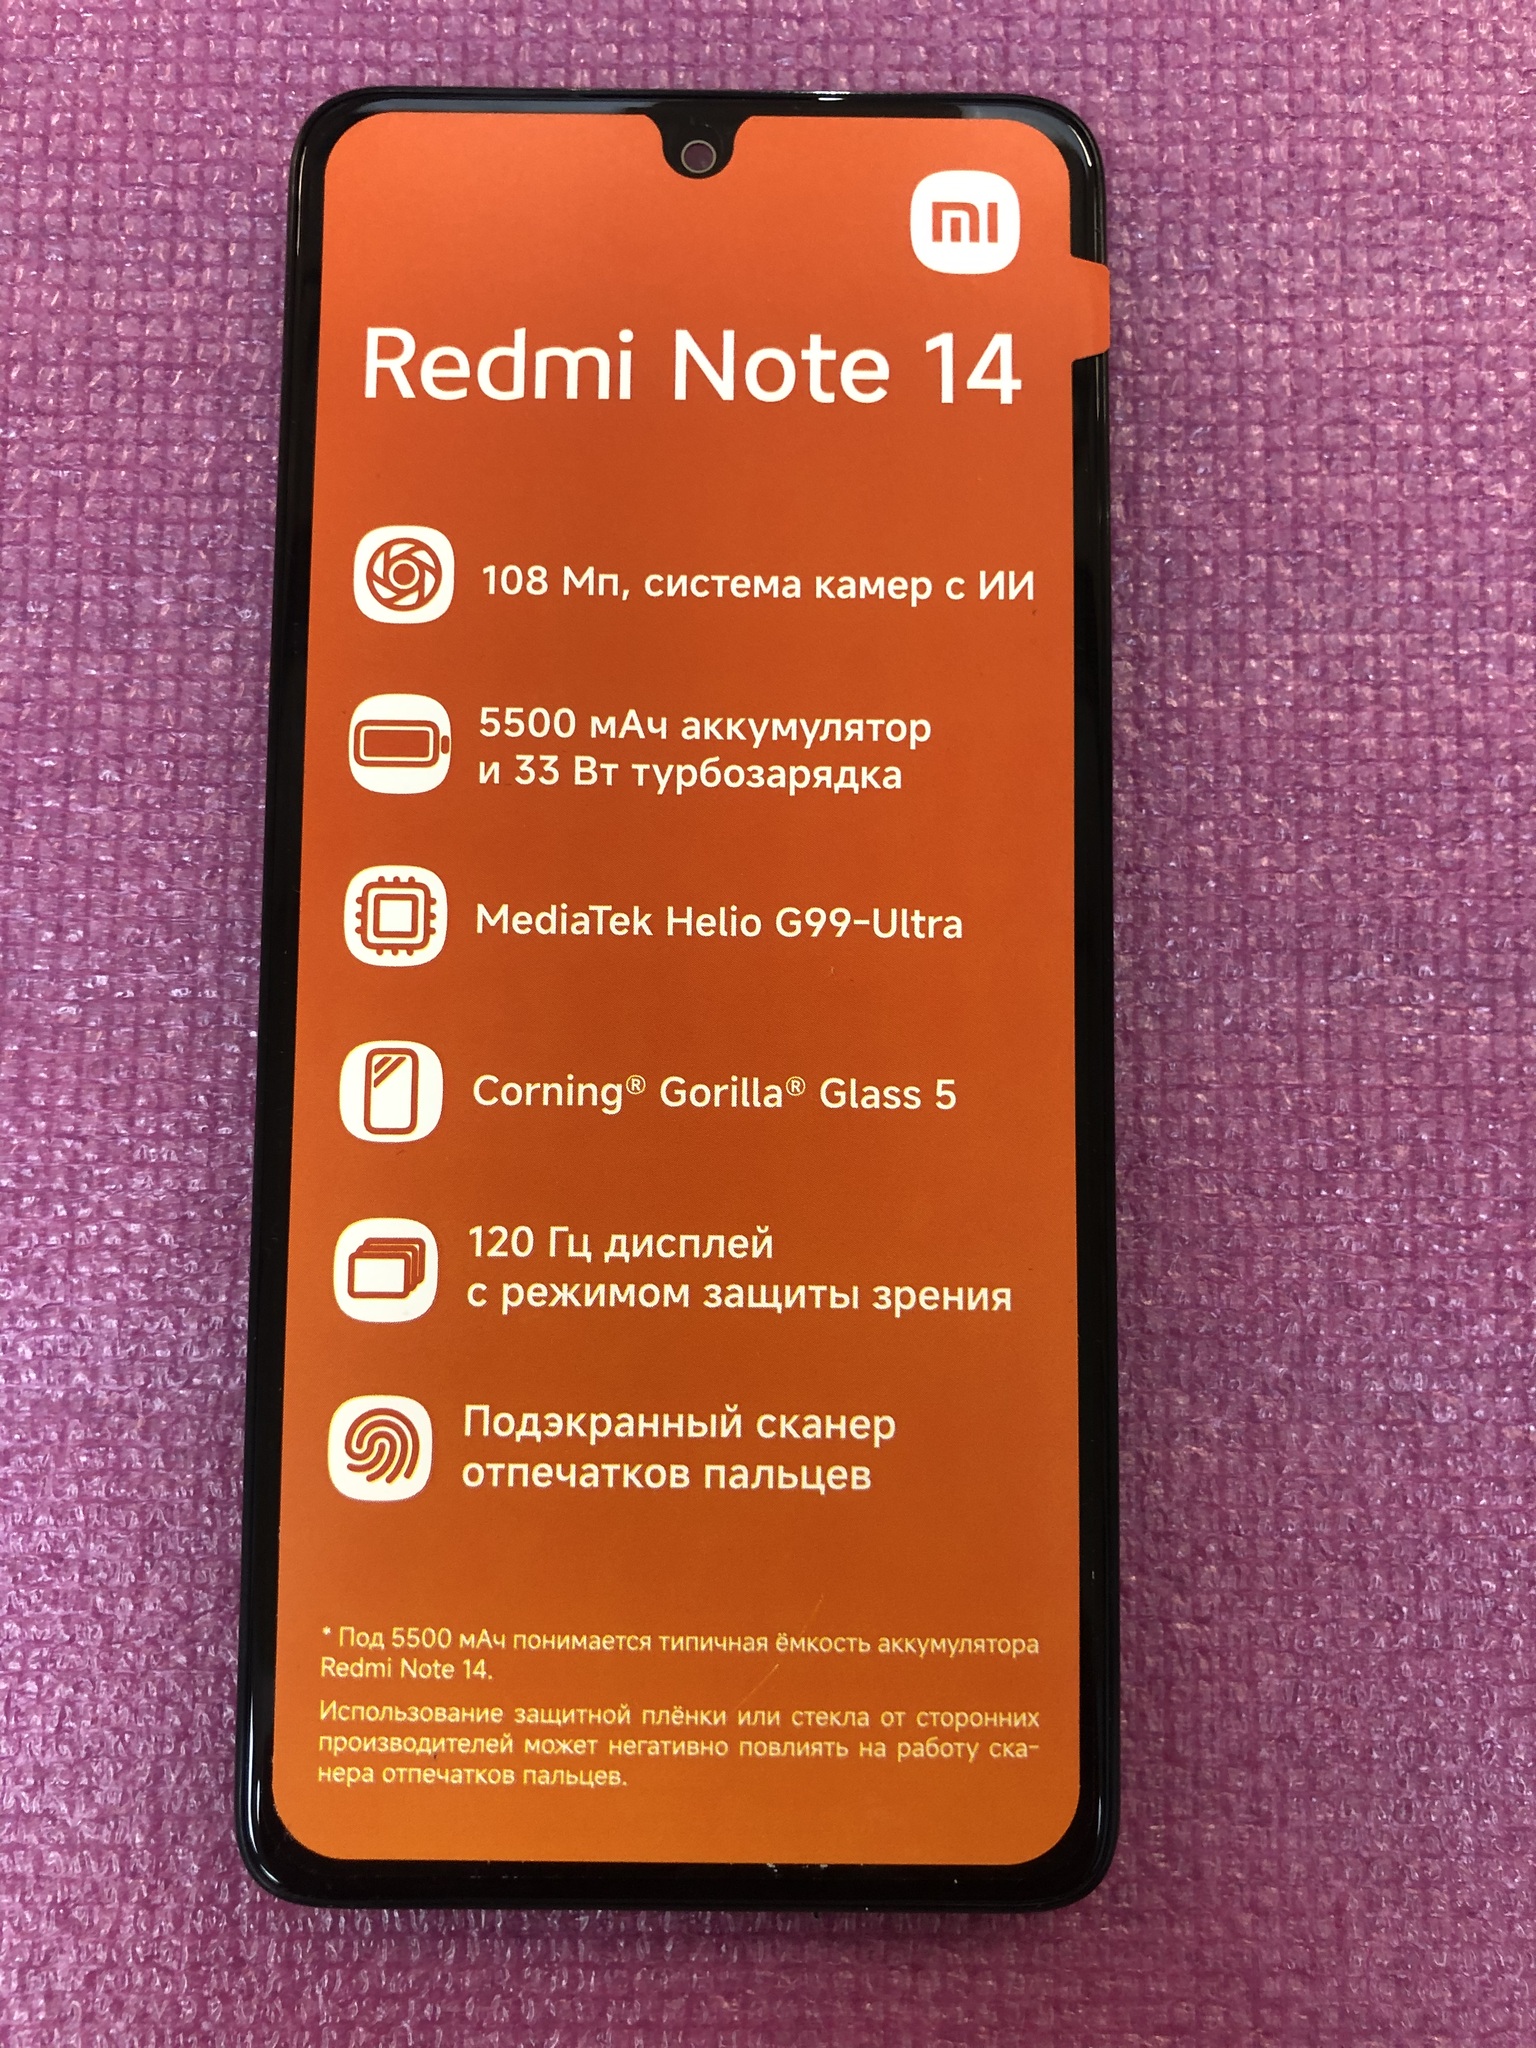 mi
Redmi Note 14
108 Мп, система камер с ИИ
5500 мАч аккумулятор
и 33 Вт турбозарядка
MediaTek Helio G99-Ultra
Corning® Gorilla® Glass 5
120 Гц дисплей
с режимом защиты зрения
Подэкранный сканер
отпечатков пальцев
* Под 5500 мАч понимается типичная ёмкость аккумулятора
Redmi Note 14.
Использование защитной плёнки или стекла от сторонних
производителей может негативно повлиять на работу ска-
нера отпечатков пальцев.